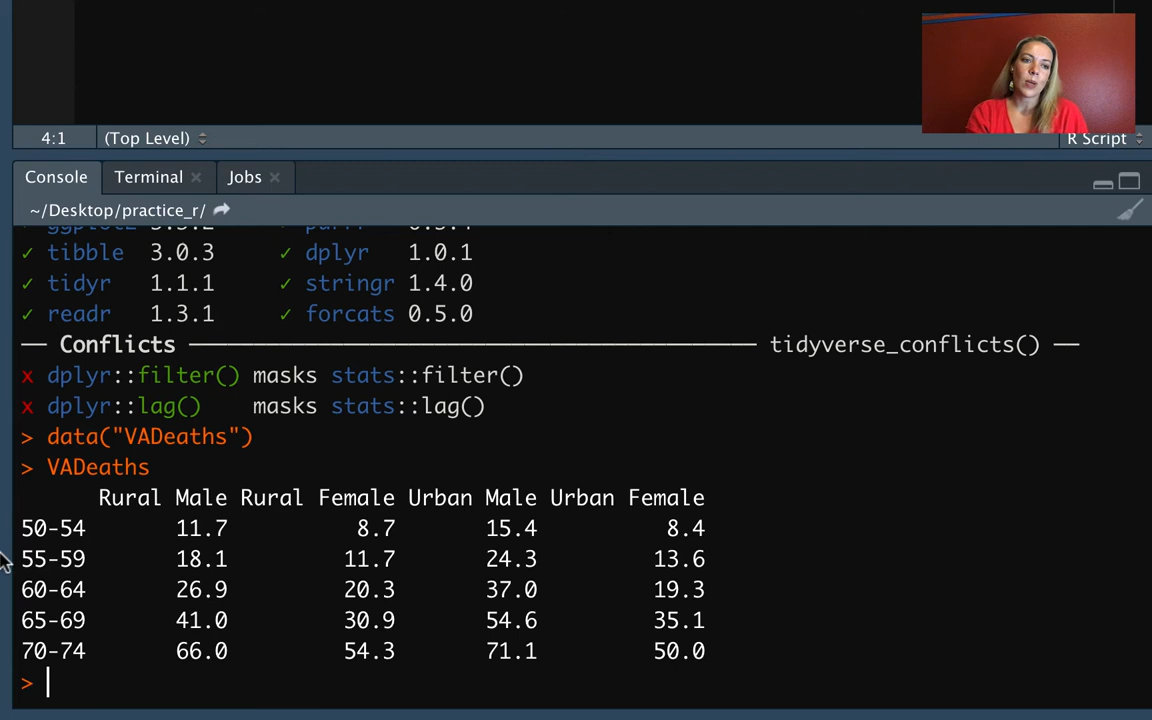 4:1 (Top Level) R Script
Console Terminal Jobs
~/Desktop/practice_r/
✓ tibble 3.0.3 ✓ dplyr 1.0.1
✓ tidyr 1.1.1 ✓ stringr 1.4.0
✓ readr 1.3.1 ✓ forcats 0.5.0
── Conflicts ──────────────── tidyverse_conflicts() ──
x dplyr::filter() masks stats::filter()
x dplyr::lag() masks stats::lag()
> data("VADeaths")
> VADeaths
Rural Male Rural Female Urban Male Urban Female
50-54 11.7 8.7 15.4 8.4
55-59 18.1 11.7 24.3 13.6
60-64 26.9 20.3 37.0 19.3
65-69 41.0 30.9 54.6 35.1
70-74 66.0 54.3 71.1 50.0
>